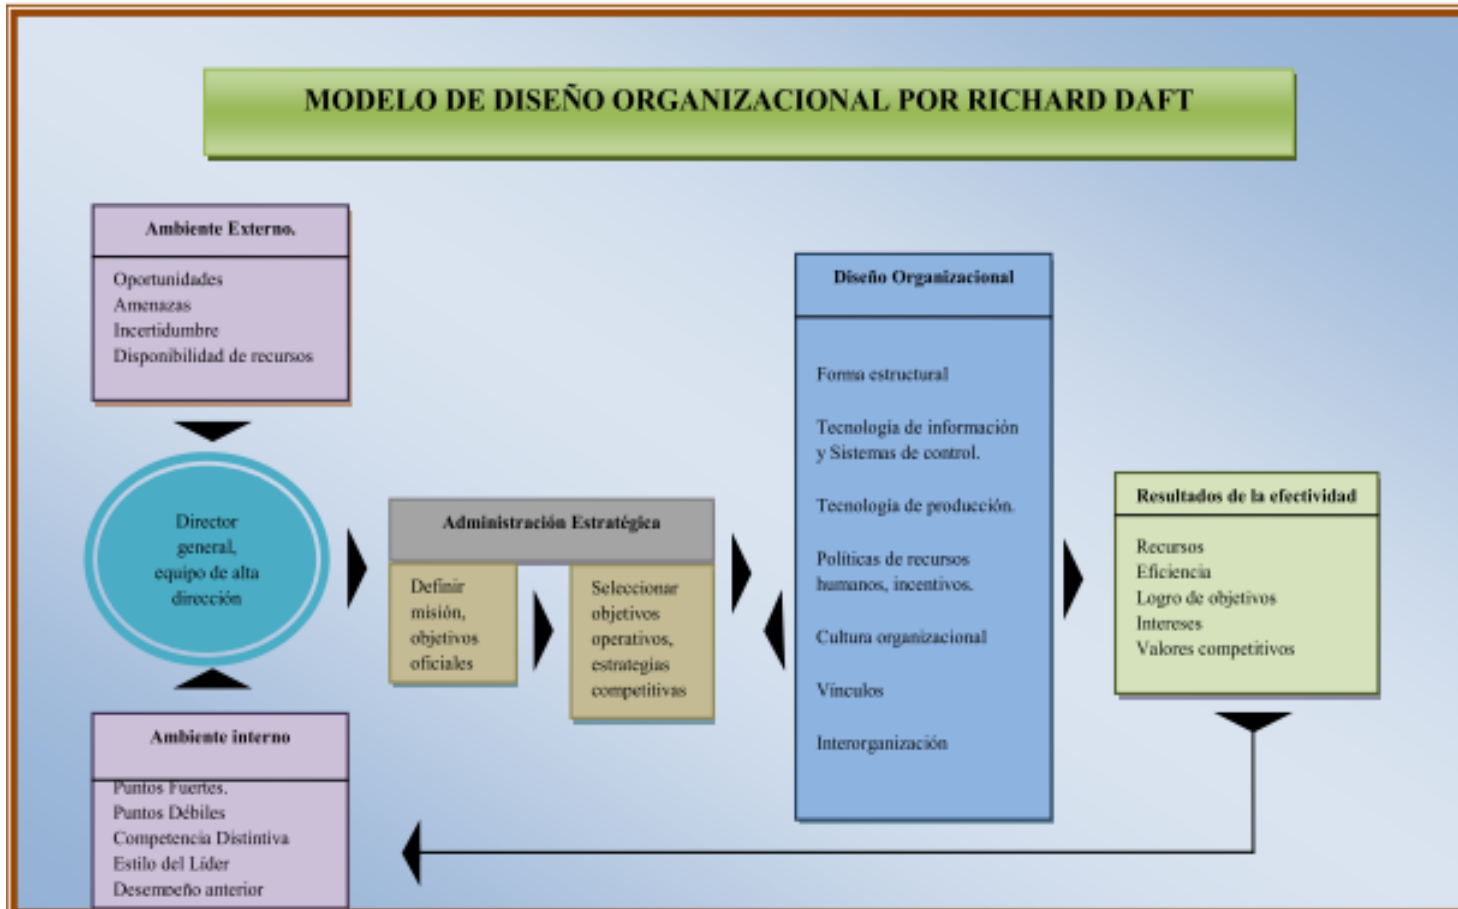 MODELO DE DISEÑO ORGANIZACIONAL POR RICHARD DAFT
Ambiente Externo.
Oportunidades
Amenazas
Incertidumbre
Disponibilidad de recursos
Director
general,
equipo de alta
dirección
Ambiente interno
Puntos Fuertes.
Puntos Débiles
Competencia Distintiva
Estilo del Líder
Desempeño anterior
Administración Estratégica
Definir
misión,
objetivos
oficiales
Seleccionar
objetivos
operativos,
estrategias
competitivas
Diseño Organizacional
Forma estructural
Tecnología de información
y Sistemas de control.
Tecnología de producción.
Políticas de recursos
humanos, incentivos.
Cultura organizacional
Vínculos
Interorganización
Resultados de la efectividad
Recursos
Eficiencia
Logro de objetivos
Intereses
Valores competitivos